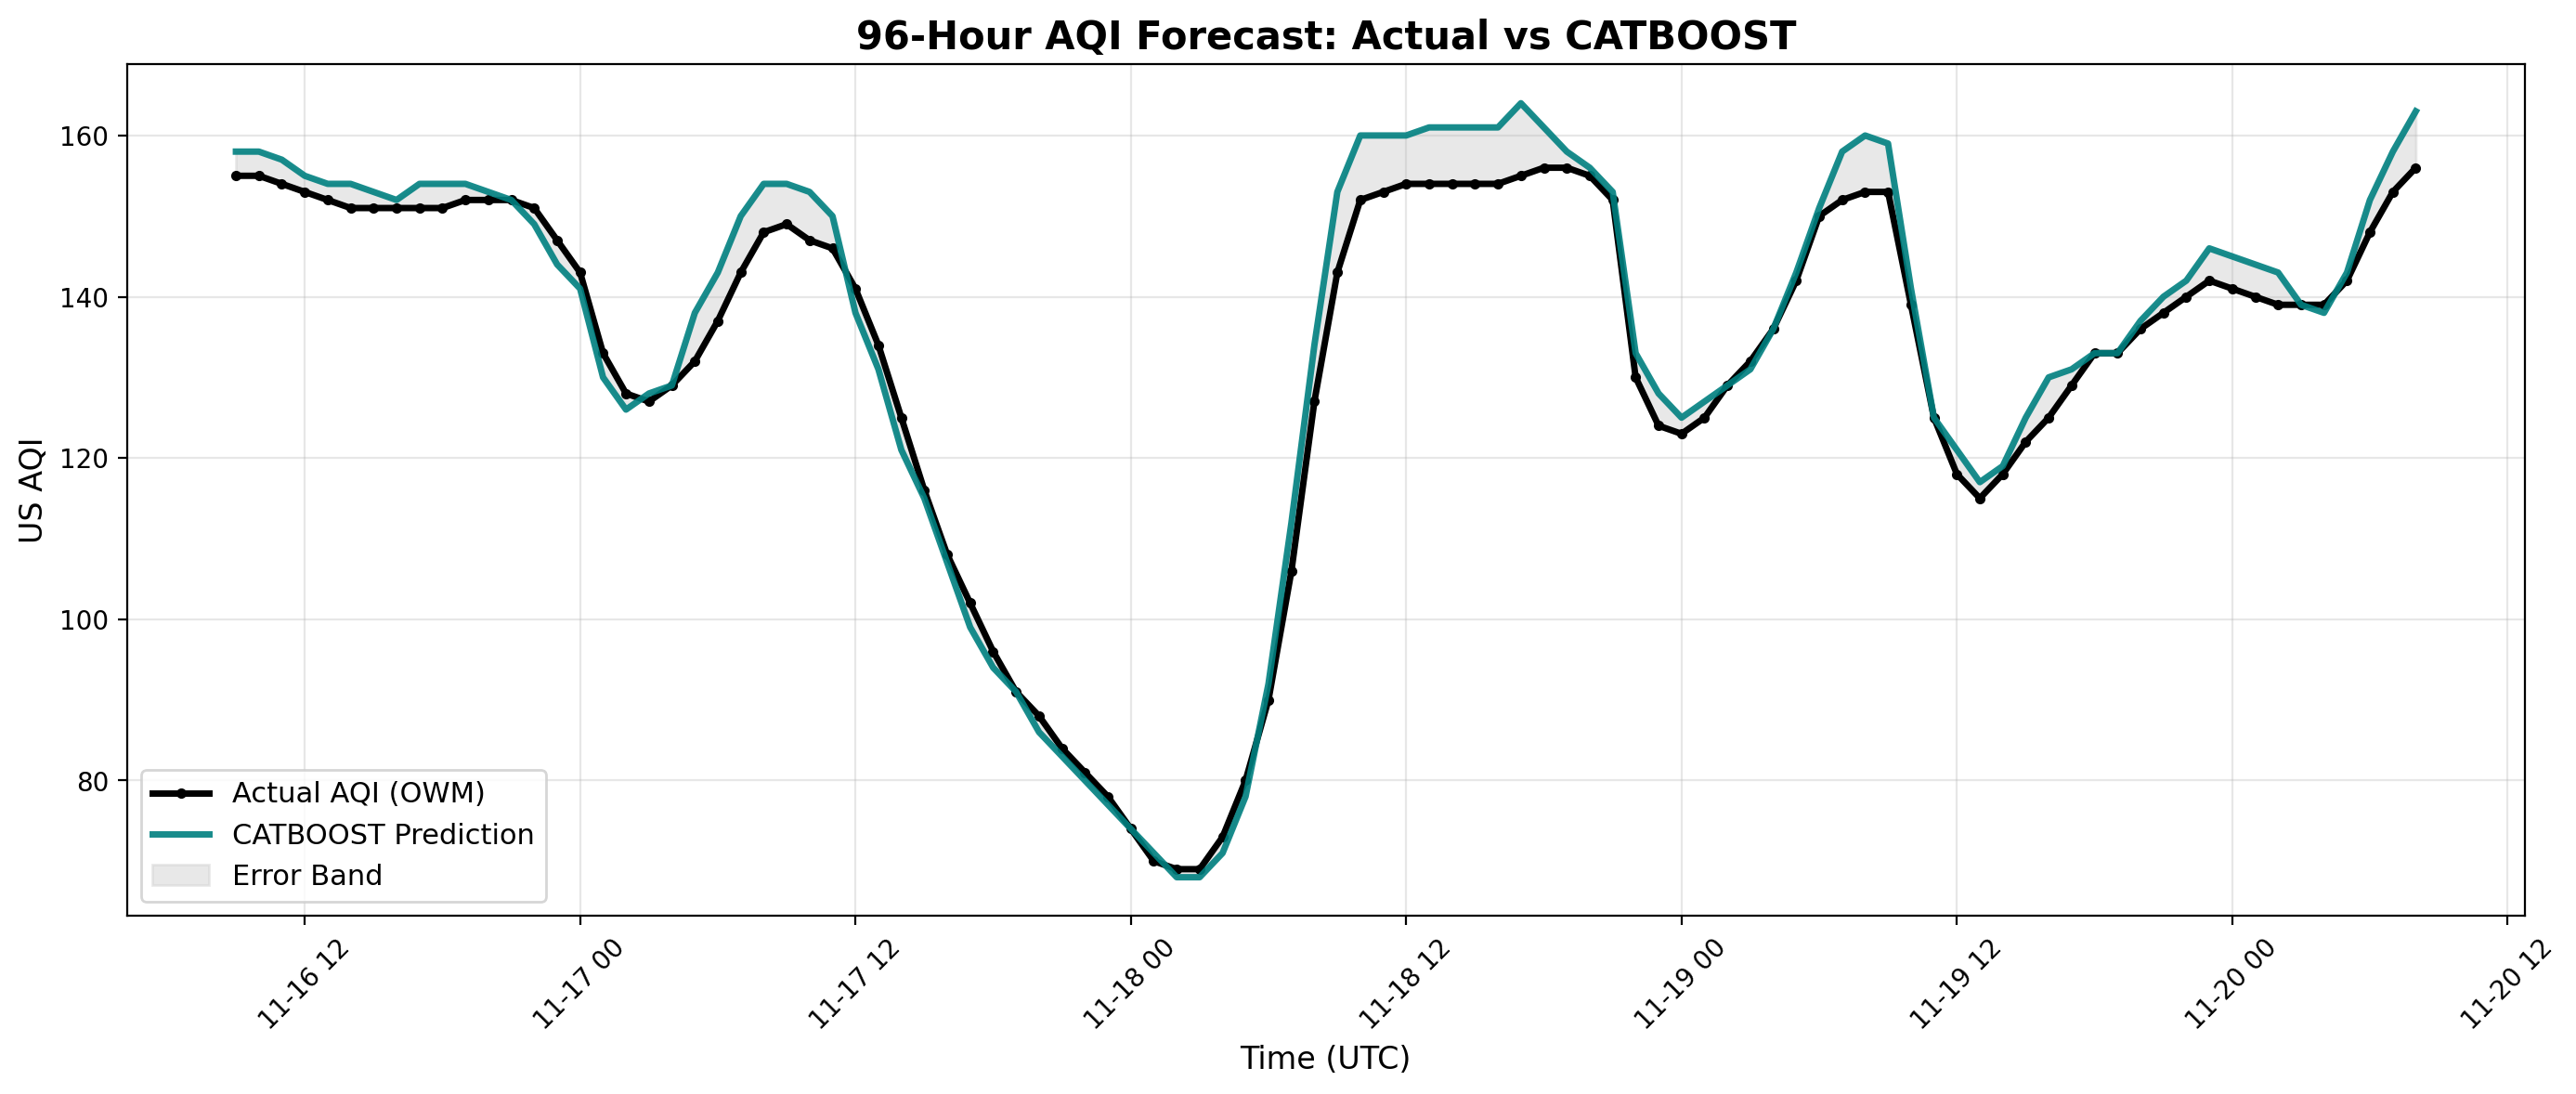 96-Hour AQI Forecast: Actual vs CATBOOST
US AQI
160
140
120
100
80
Actual AQI (OWM)
CATBOOST Prediction
Error Band
11-16 12
11-17 00
11-17 12
11-18 00
11-18 12
11-19 00
11-19 12
11-20 00
11-20 12
Time (UTC)